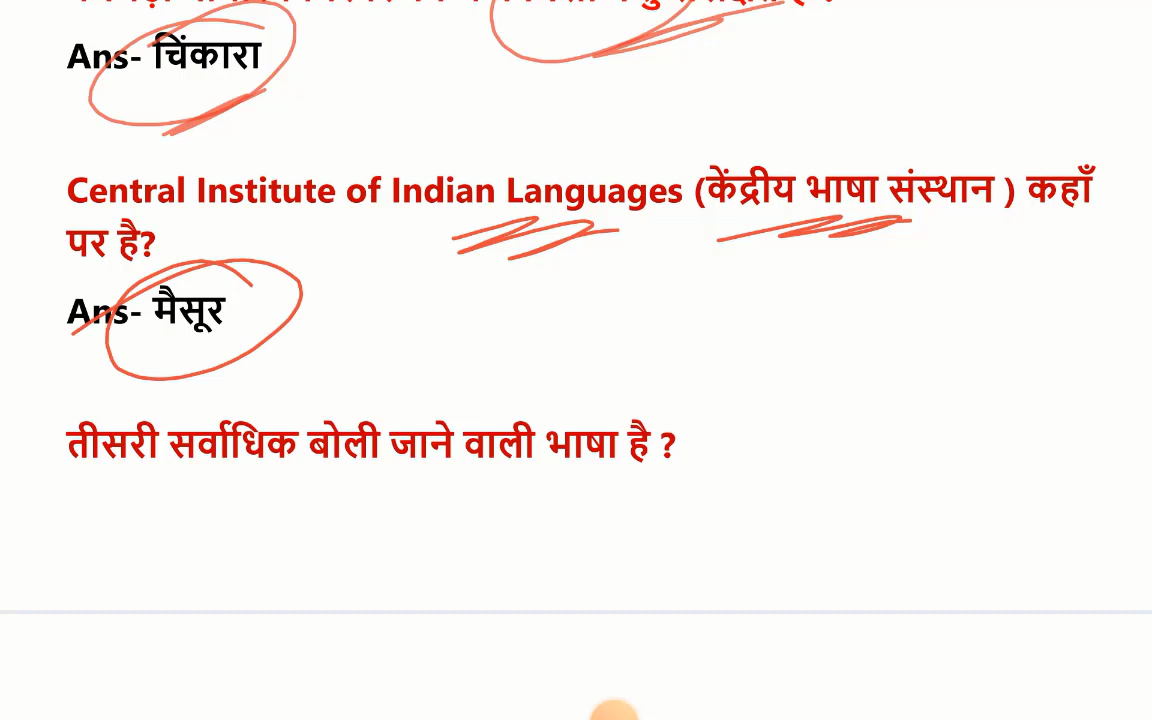 Ans- चिंकारा
Central Institute of Indian Languages (केंद्रीय भाषा संस्थान ) कहाँ
पर है?
Ans- मैसूर
तीसरी सर्वाधिक बोली जाने वाली भाषा है ?